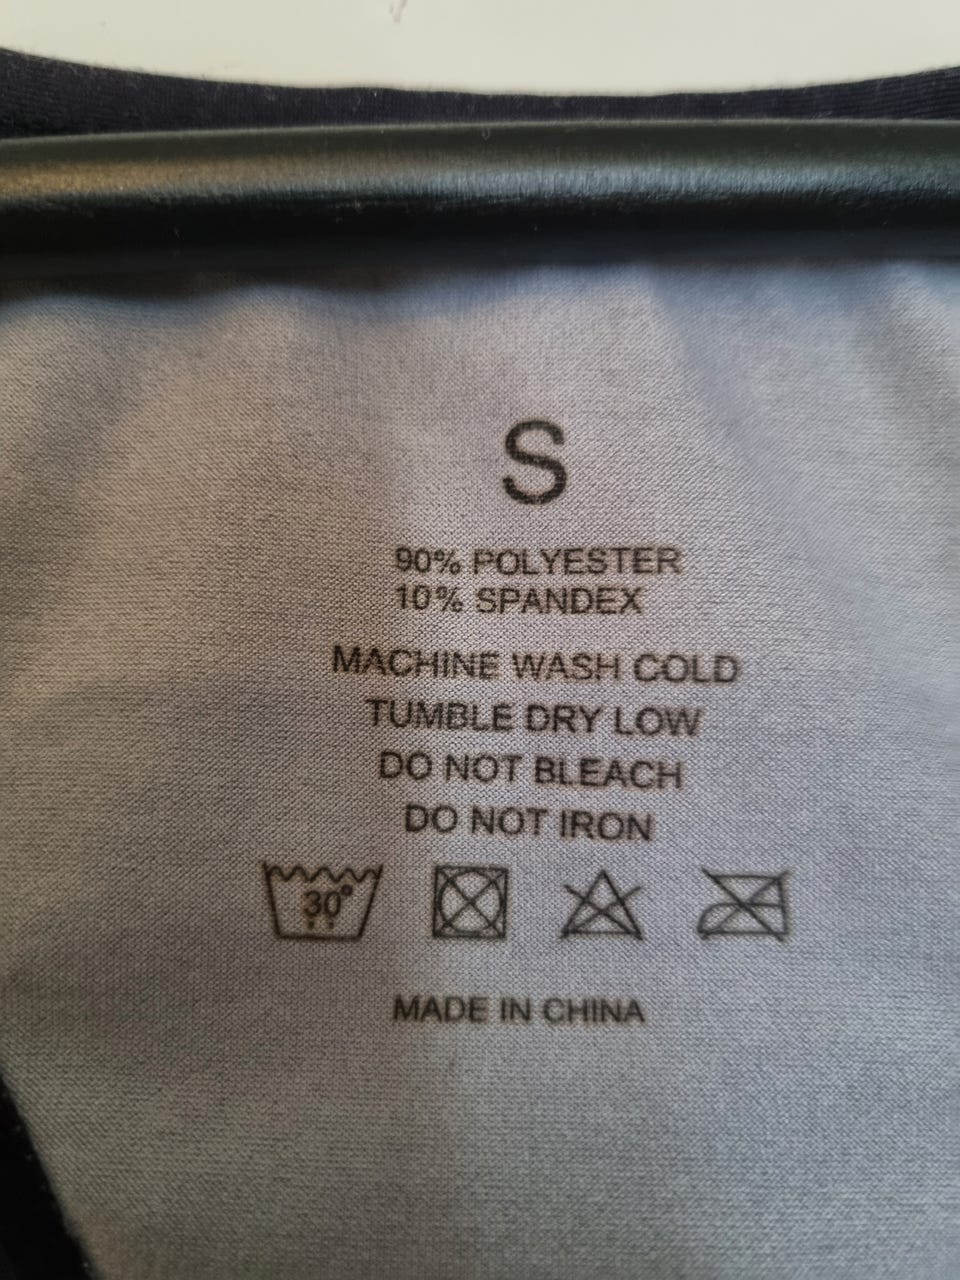 S
90% POLYESTER
10% SPANDEX
MACHINE WASH COLD
TUMBLE DRY LOW
DO NOT BLEACH
DO NOT IRON
30°
MADE IN CHINA